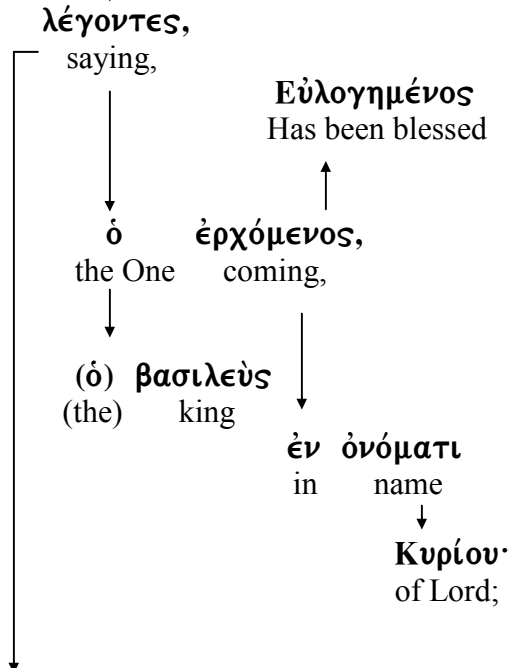 λέγοντες,
saying,
Εὐλογημένος
Has been blessed
ὁ ἐρχόμενος,
the One coming,
(ὁ) βασιλεὺς
(the) king
ἐν ὀνόματι
in name
Κυρίου·
of Lord;